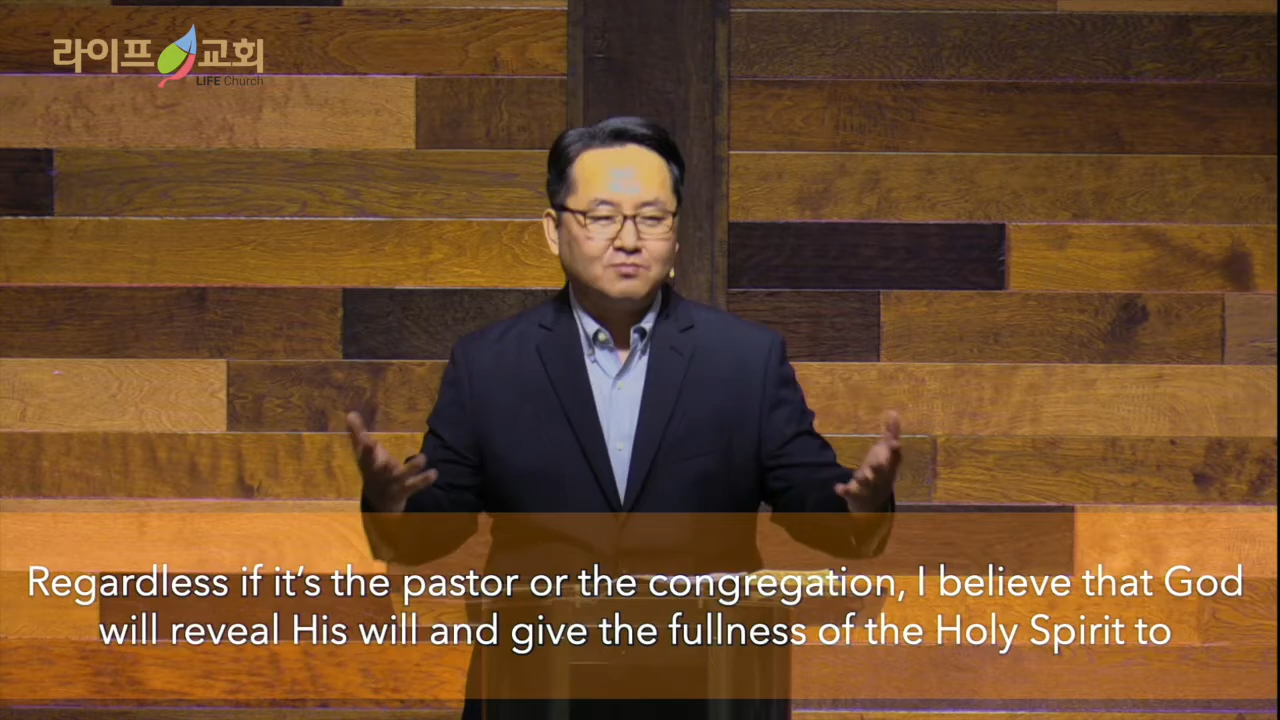 라이프교회
LIFE Church
Regardless if it's the pastor or the congregation, I believe that God
will reveal His will and give the fullness of the Holy Spirit to